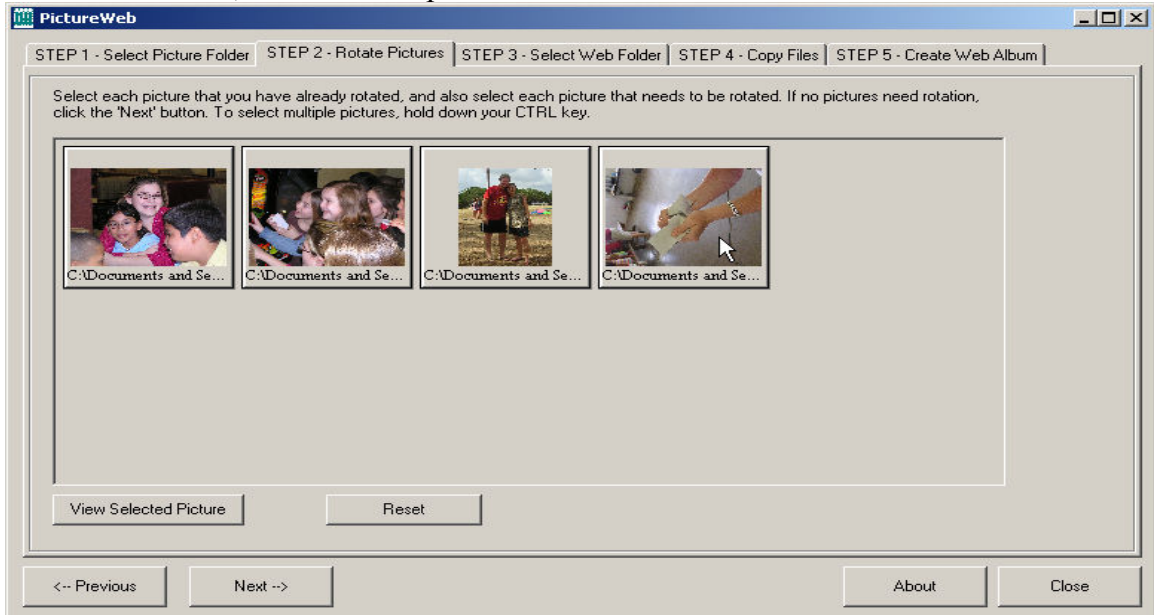 PictureWeb
STEP 1 - Select Picture Folder STEP 2 - Rotate Pictures STEP 3 - Select Web Folder STEP 4 - Copy Files STEP 5 - Create Web Album
Select each picture that you have already rotated, and also select each picture that needs to be rotated. If no pictures need rotation,
click the 'Next' button. To select multiple pictures, hold down your CTRL key.
C:\Documents and Se... C:\Documents and Se... C:\Documents and Se... C:\Documents and Se...
View Selected Picture Reset
<-- Previous Next --> About Close